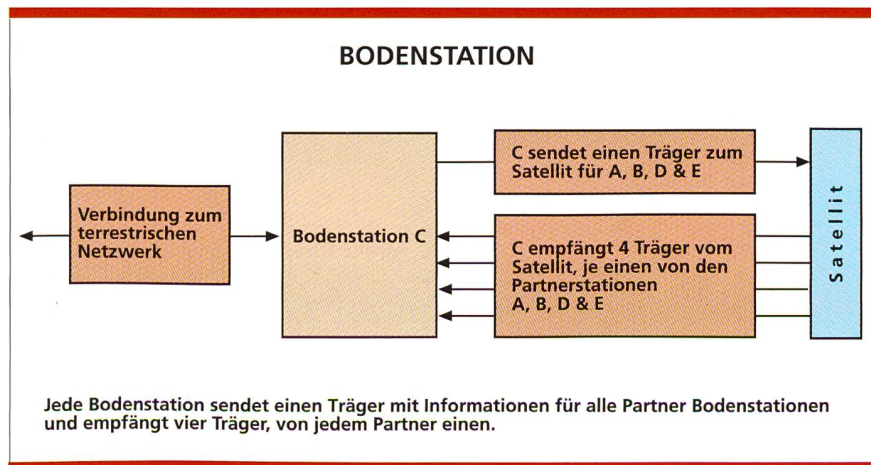 BODENSTATION
Verbindung zum
terrestrischen
Netzwerk
Bodenstation C
C sendet einen Träger zum
Satellit für A, B, D & E
C empfängt 4 Träger vom
Satellit, je einen von den
Partnerstationen
A, B, D & E
Satellit
Jede Bodenstation sendet einen Träger mit Informationen für alle Partner Bodenstationen
und empfängt vier Träger, von jedem Partner einen.